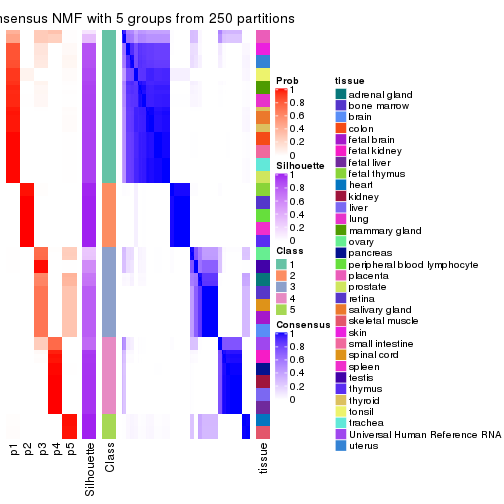 nsensus NMF with 5 groups from 250 partitions
Prob
1
0.8
0.6
0.4
0.2
0
Silhouette
1
0.8
0.6
0.4
0.2
0
Class
1
2
3
4
5
Consensus
1
0.8
0.6
0.4
0.2
0
tissue
adrenal gland
bone marrow
brain
colon
fetal brain
fetal kidney
fetal liver
fetal thymus
heart
kidney
liver
lung
mammary gland
ovary
pancreas
peripheral blood lymphocyte
placenta
prostate
retina
salivary gland
skeletal muscle
skin
small intestine
spinal cord
spleen
testis
thymus
thyroid
tonsil
trachea
Universal Human Reference RNA
uterus
p1
p2
p3
p4
p5
Silhouette
Class
tissue